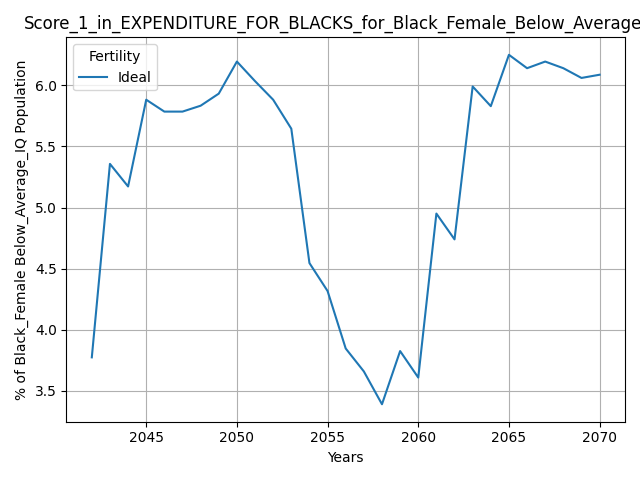 Score_1_in_EXPENDITURE_FOR_BLACKS_for_Black_Female_Below_Average
Fertility
Ideal
% of Black_Female Below_Average_IQ Population
6.0
5.5
5.0
4.5
4.0
3.5
2045 2050 2055 2060 2065 2070
Years